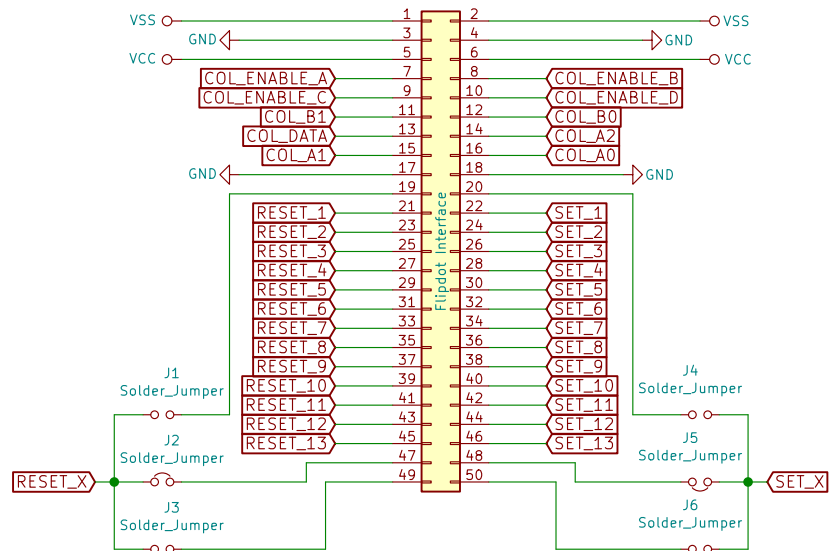 VSS 1 2 VSS
GND 3 4 GND
VCC 5 6 VCC
COL_ENABLE_A 7 8 COL_ENABLE_B
COL_ENABLE_C 9 10 COL_ENABLE_D
COL_B1 11 12 COL_B0
COL_DATA 13 14 COL_A2
COL_A1 15 16 COL_A0
GND 17 18 GND
19 20
Flipdot Interface
RESET_1 21 22 SET_1
RESET_2 23 24 SET_2
RESET_3 25 26 SET_3
RESET_4 27 28 SET_4
RESET_5 29 30 SET_5
RESET_6 31 32 SET_6
RESET_7 33 34 SET_7
RESET_8 35 36 SET_8
RESET_9 37 38 SET_9
RESET_10 39 40 SET_10
RESET_11 41 42 SET_11
RESET_12 43 44 SET_12
RESET_13 45 46 SET_13
47 48
49 50
J1
Solder_Jumper
J4
Solder_Jumper
J2
Solder_Jumper
J5
Solder_Jumper
RESET_X
SET_X
J3
Solder_Jumper
J6
Solder_Jumper